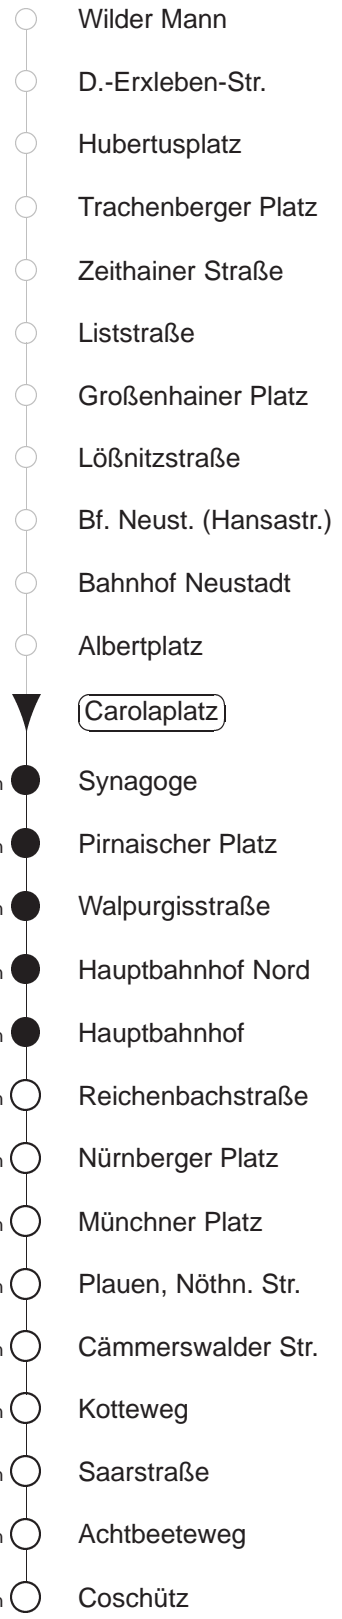 Wilder Mann
D.-Erxleben-Str.
Hubertusplatz
Trachenberger Platz
Zeithainer Straße
Liststraße
Großenhainer Platz
Lößnitzstraße
Bf. Neust. (Hansastr.)
Bahnhof Neustadt
Albertplatz
Carolaplatz
Synagoge
Pirnaischer Platz
Walpurgisstraße
Hauptbahnhof Nord
Hauptbahnhof
Reichenbachstraße
Nürnberger Platz
Münchner Platz
Plauen, Nöthn. Str.
Cämmerswalder Str.
Kotteweg
Saarstraße
Achtbeeteweg
Coschütz